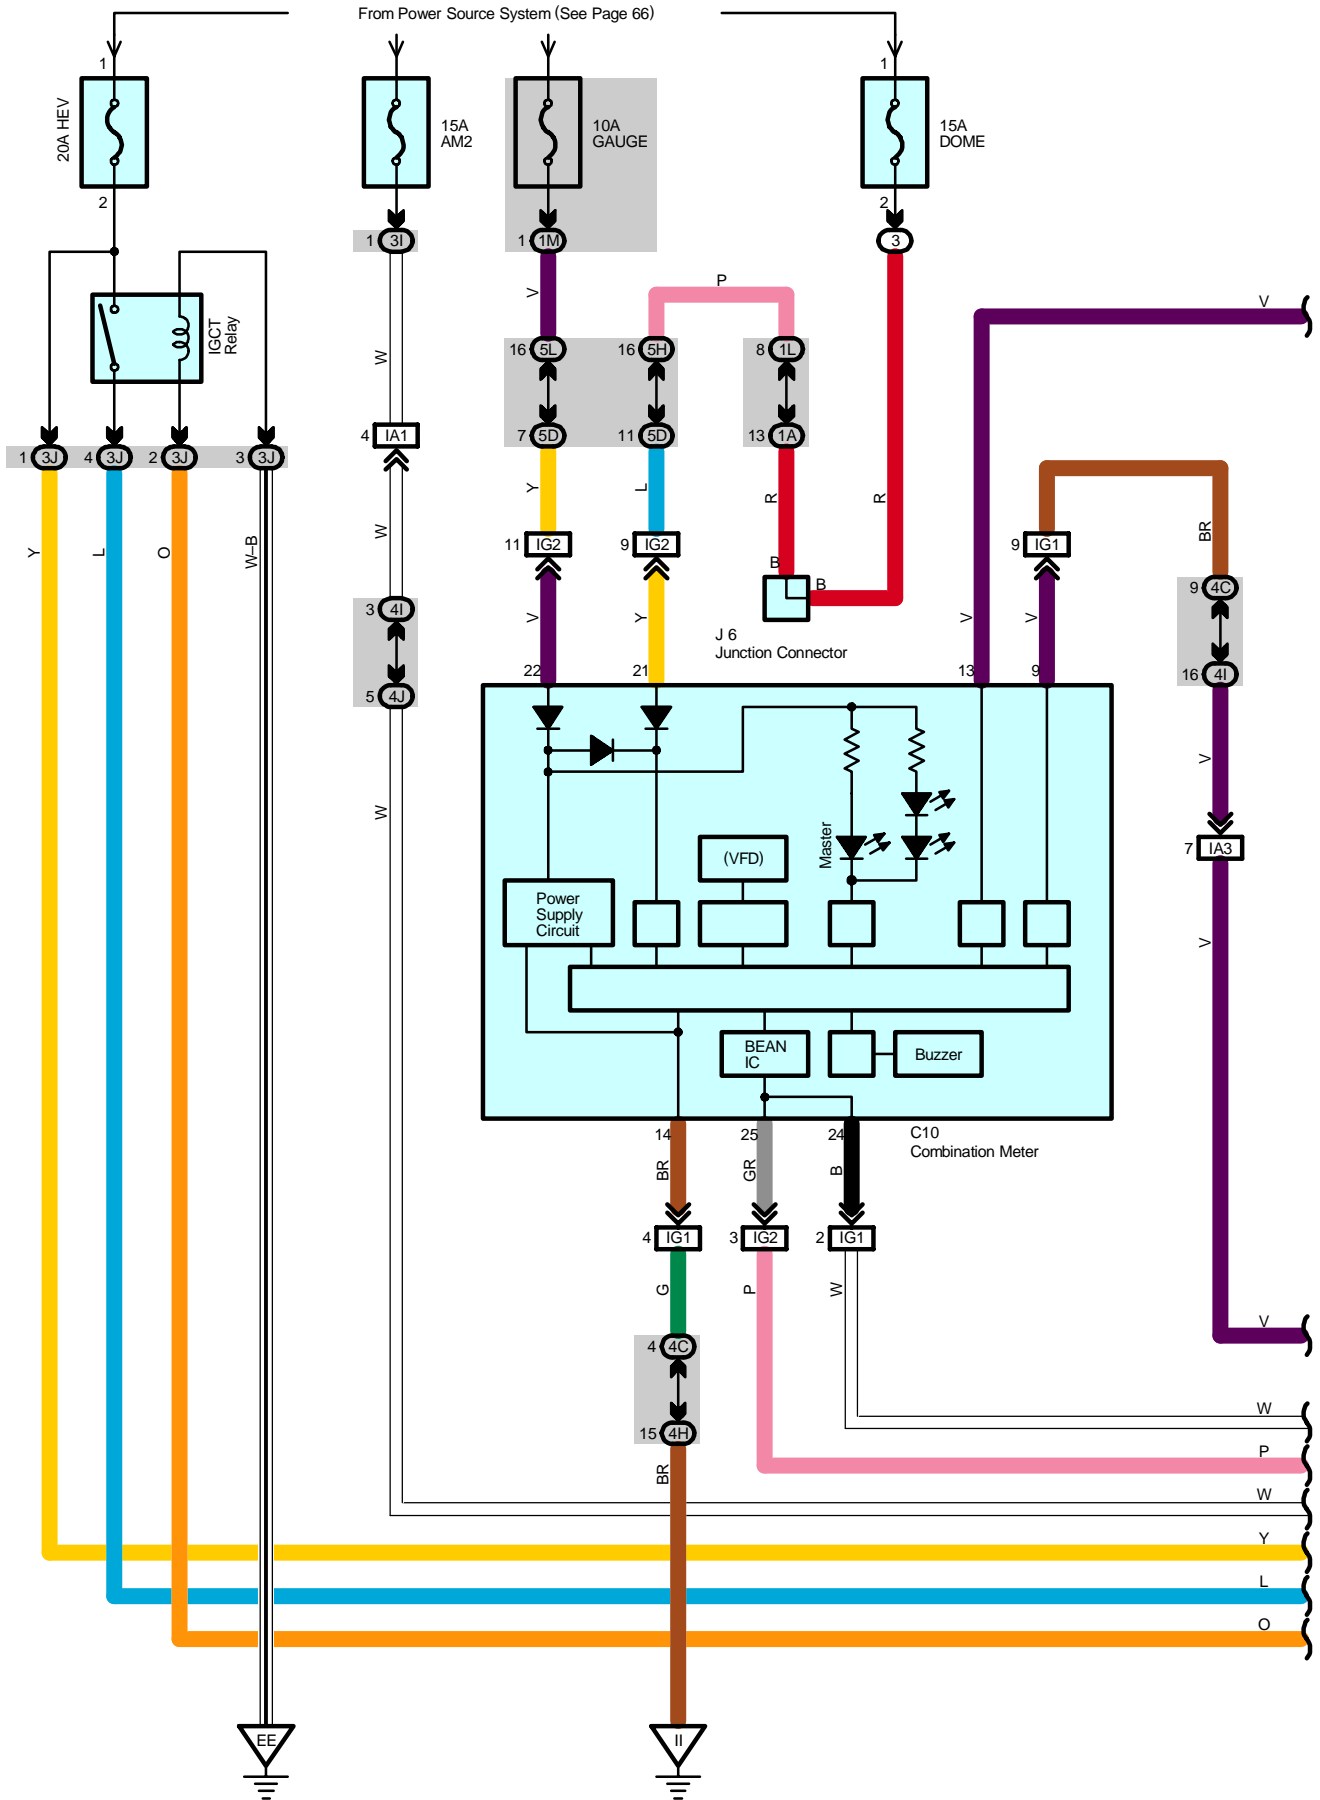 From Power Source System (See Page 66)
1
1
20A HEV
15A
AM2
10A
GAUGE
15A
DOME
2
2
1 3I
1 1M
3
P
V
V
IGCT
Relay
W
16 5L
16 5H
8 1L
7 5D
11 5D
13 1A
4 IA1
1 3J
4 3J
2 3J
3 3J
Y
L
R
R
BR
W
Y
L
O
W–B
11 IG2
9 IG2
9 IG1
B
B
9 4C
3 4I
V
Y
V
V
J 6
Junction Connector
22
21
13
9
16 4I
5 4J
V
W
Master
(VFD)
7 IA3
Power
Supply
Circuit
V
BEAN
IC
Buzzer
14
25
24
C10
Combination Meter
BR
GR
B
4 IG1
3 IG2
2 IG1
G
P
W
V
4 4C
W
15 4H
P
BR
W
Y
L
O
EE
II